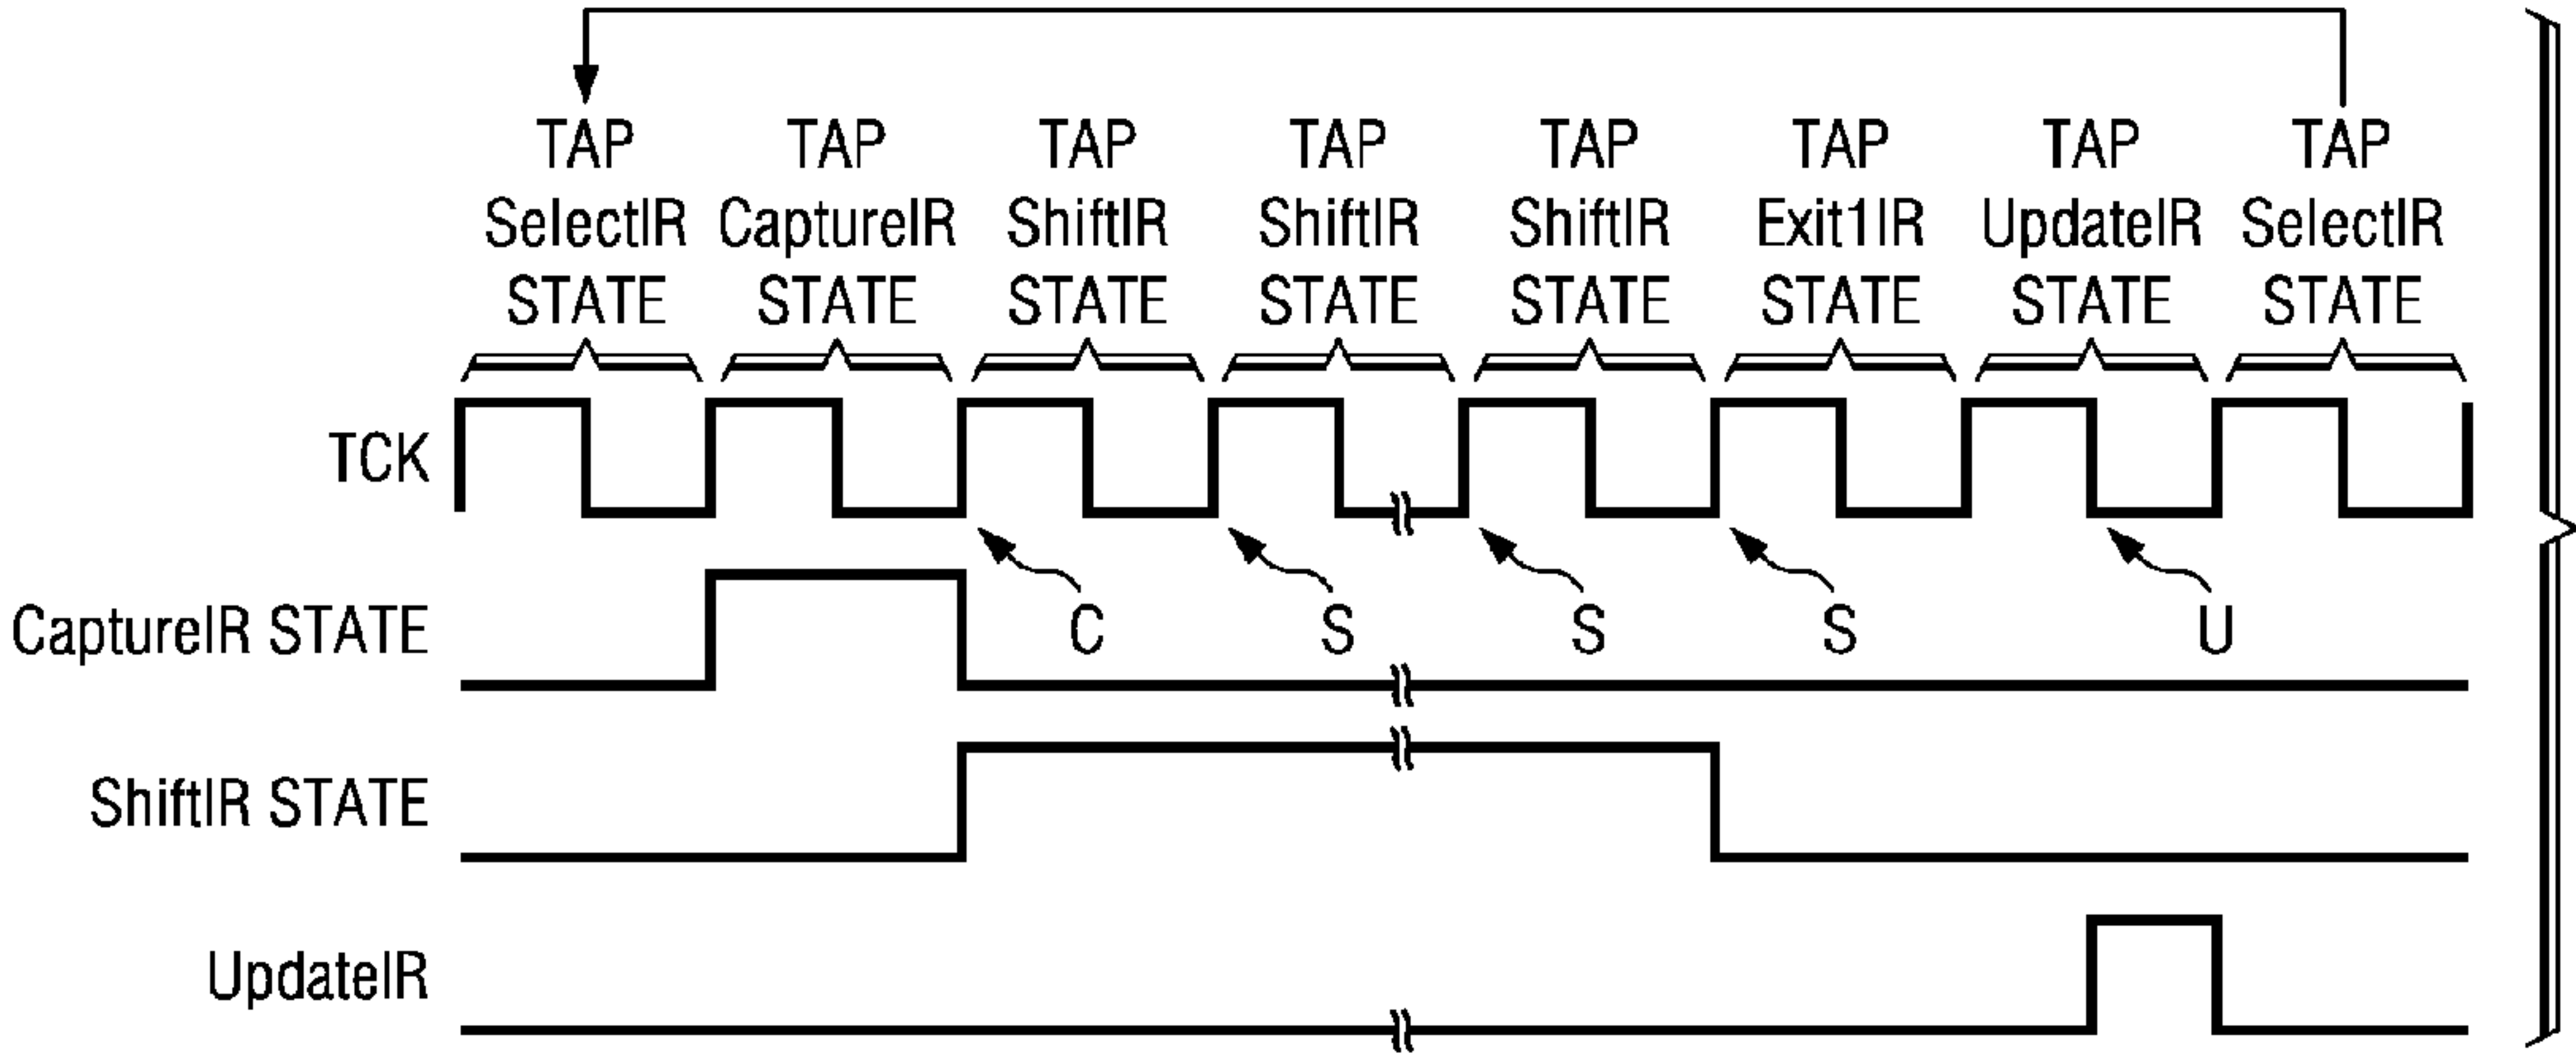 TAP TAP TAP TAP TAP TAP TAP TAP
SelectIR CaptureIR ShiftIR ShiftIR ShiftIR Exit1IR UpdateIR SelectIR
STATE STATE STATE STATE STATE STATE STATE STATE
TCK
CaptureIR STATE C S S S U
ShiftIR STATE
UpdateIR